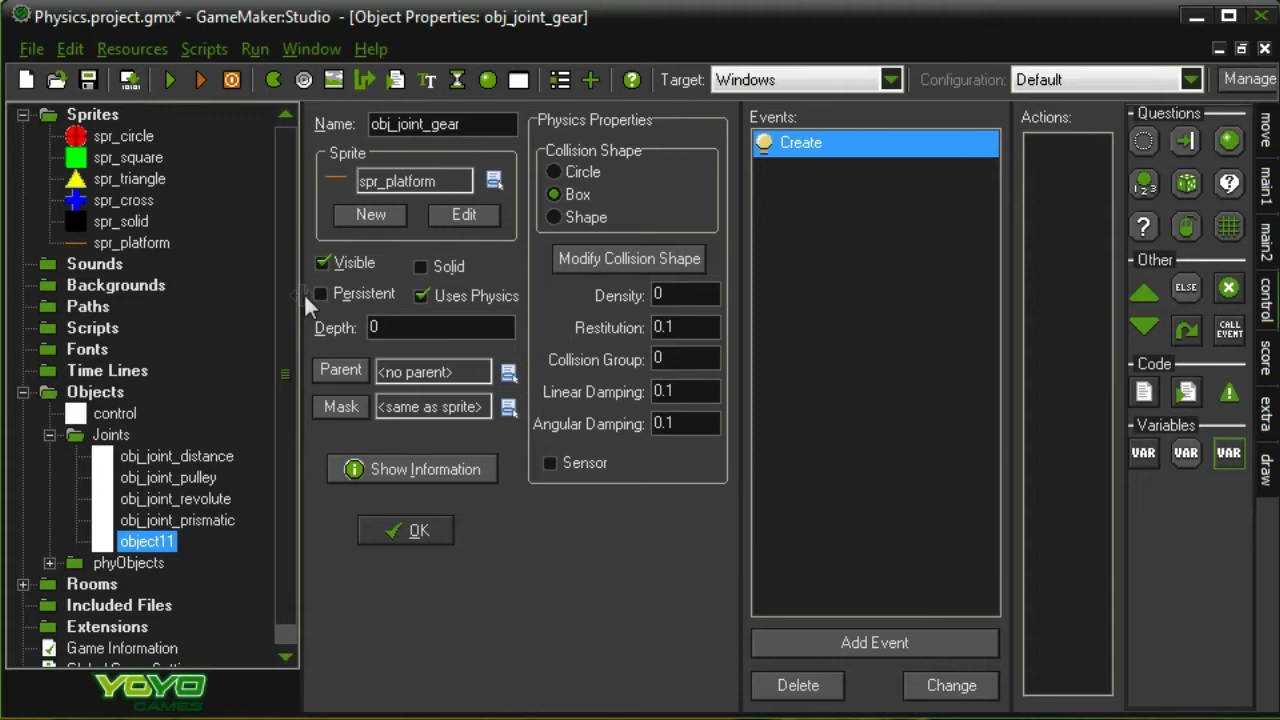 Physics.project.gmx* - GameMaker:Studio - [Object Properties: obj_joint_gear]
File Edit Resources Scripts Run Window Help
Target: Windows Configuration: Default Manage
Sprites
spr_circle
spr_square
spr_triangle
spr_cross
spr_solid
spr_platform
Sounds
Backgrounds
Paths
Scripts
Fonts
Time Lines
Objects
control
Joints
obj_joint_distance
obj_joint_pulley
obj_joint_revolute
obj_joint_prismatic
object11
phyObjects
Rooms
Included Files
Extensions
Game Information
YOYO
GAMES
Name: obj_joint_gear
Sprite
spr_platform
New Edit
Visible Solid
Persistent Uses Physics
Depth: 0
Parent <no parent>
Mask <same as sprite>
Show Information
OK
Physics Properties
Collision Shape
Circle
Box
Shape
Modify Collision Shape
Density: 0
Restitution: 0.1
Collision Group: 0
Linear Damping: 0.1
Angular Damping: 0.1
Sensor
Events:
Create
Add Event
Delete Change
Actions:
Questions
1 2 3
?
?
Other
ELSE
CALL
EVENT
Code
Variables
VAR VAR VAR
move
main1
main2
control
score
extra
draw